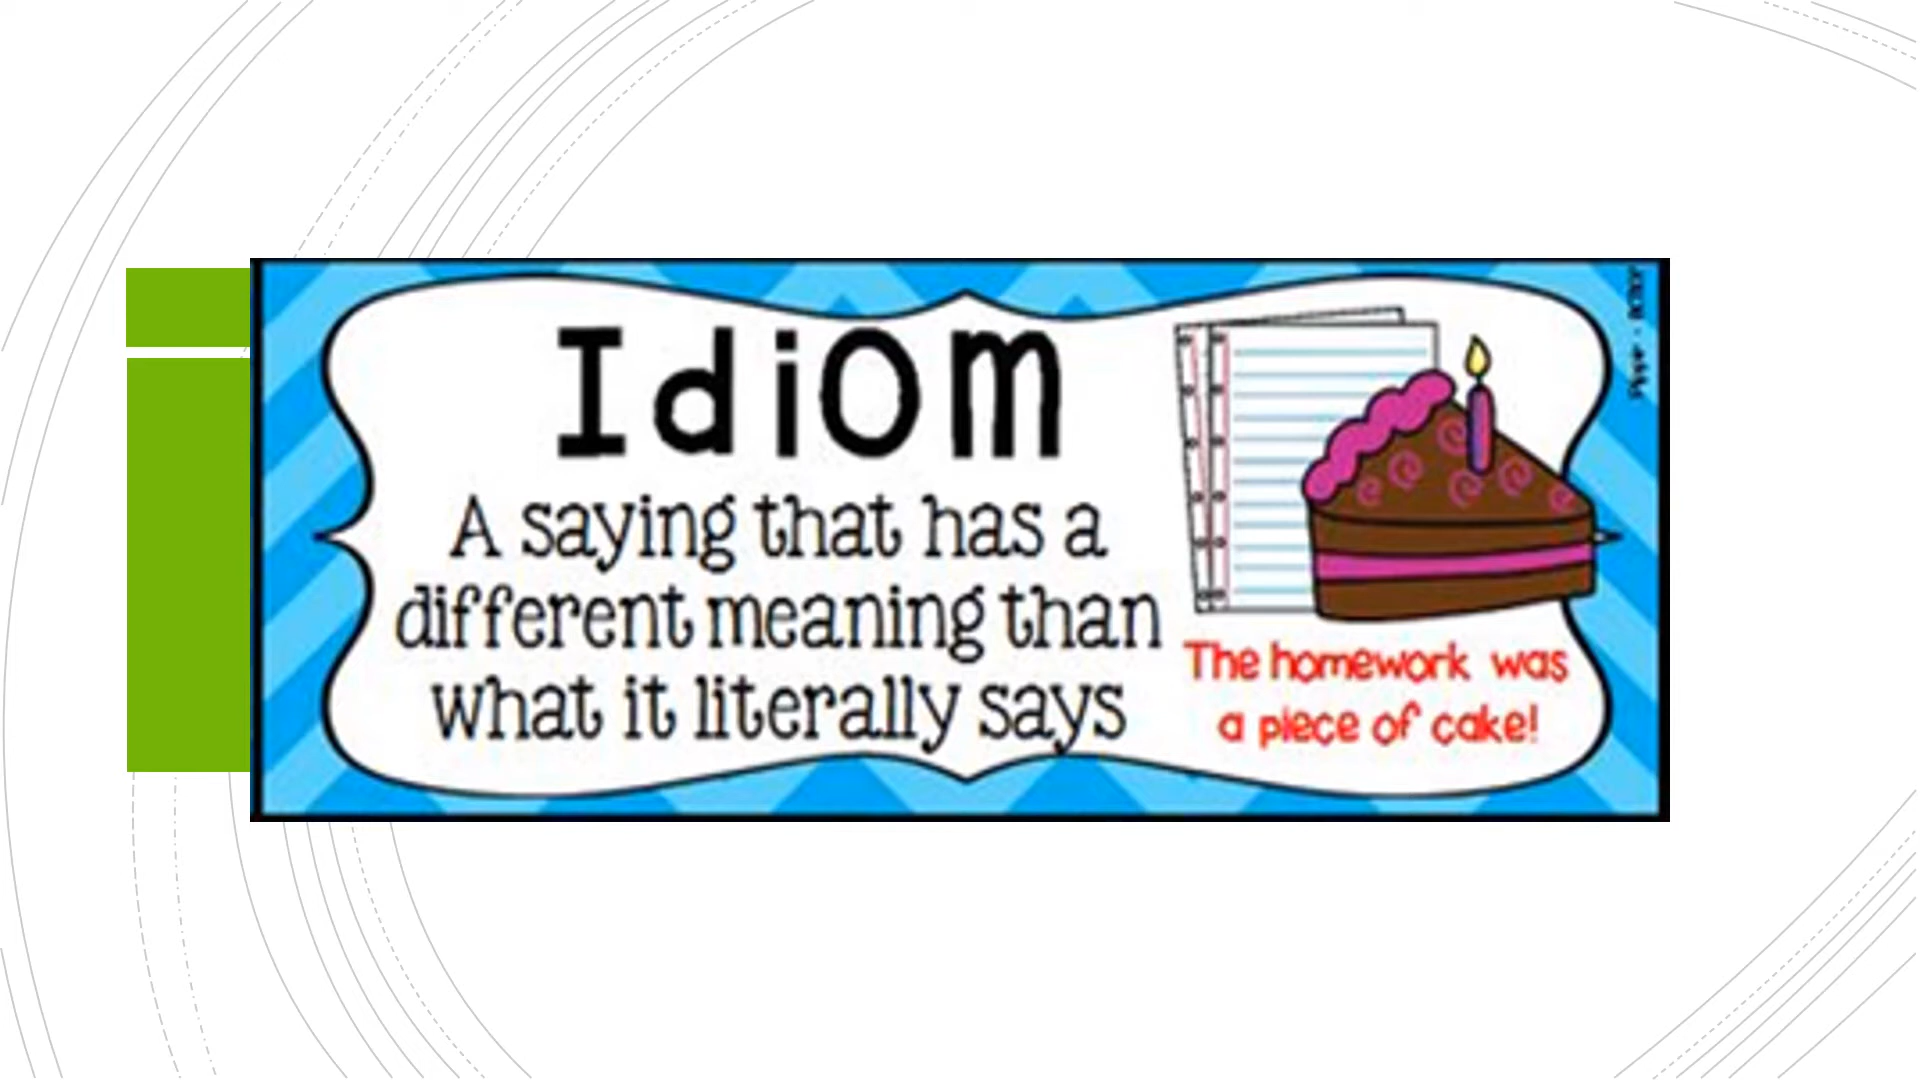 Idiom
A saying that has a
different meaning than
what it literally says
The homework was
a piece of cake!